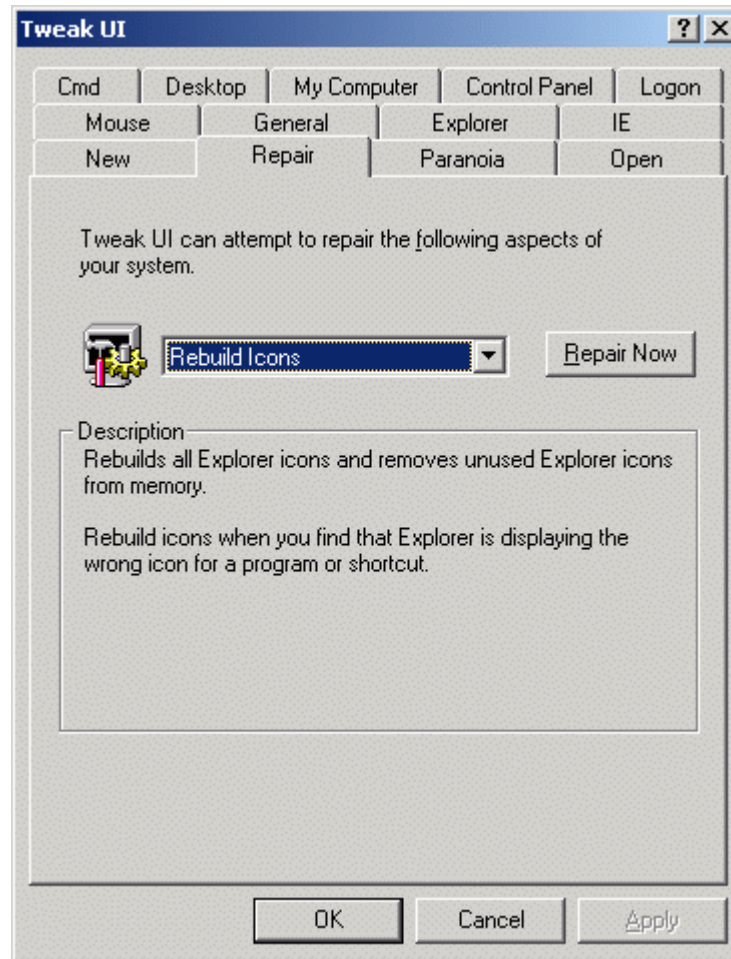 Tweak UI
? X
Cmd Desktop My Computer Control Panel Logon
Mouse General Explorer IE
New Repair Paranoia Open
Tweak UI can attempt to repair the following aspects of
your system.
Rebuild Icons
Repair Now
Description
Rebuilds all Explorer icons and removes unused Explorer icons
from memory.
Rebuild icons when you find that Explorer is displaying the
wrong icon for a program or shortcut.
OK Cancel Apply